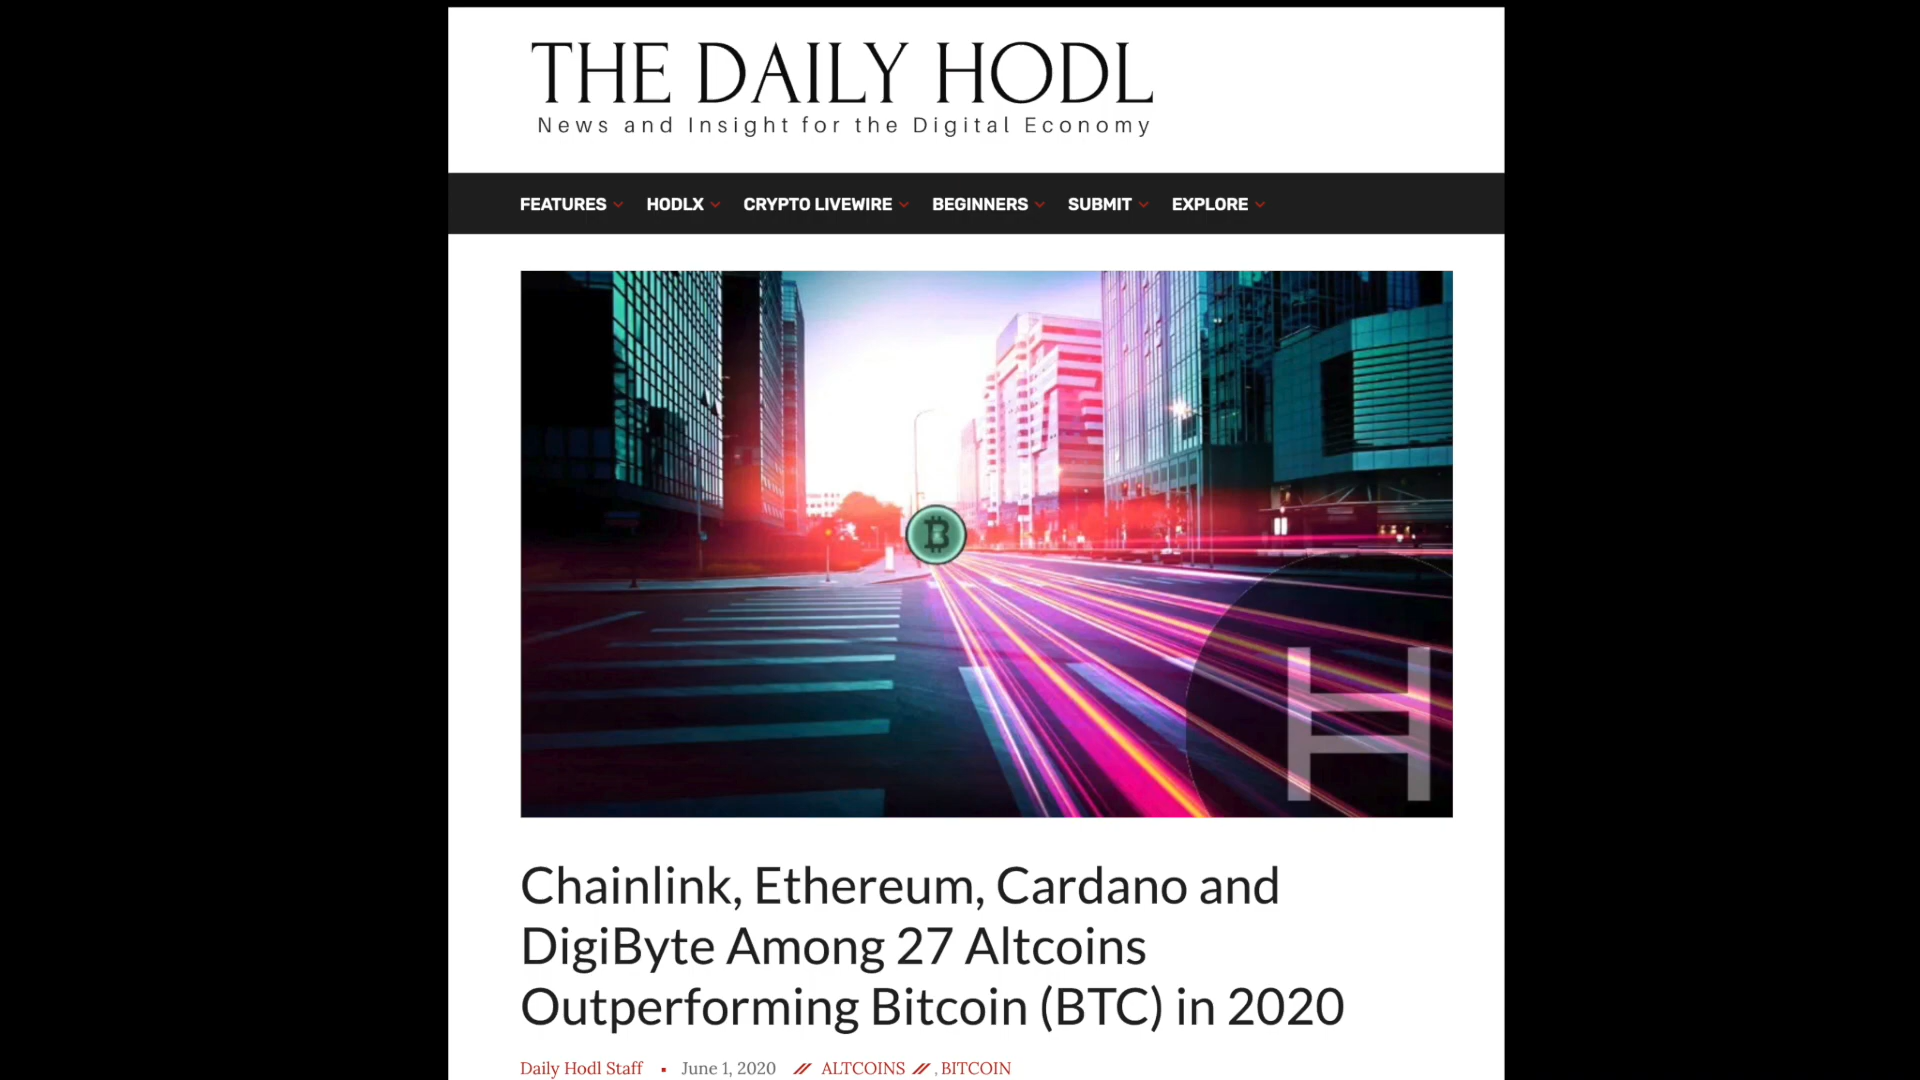 THE DAILY HODL
News and Insight for the Digital Economy
FEATURES HODLX CRYPTO LIVEWIRE BEGINNERS SUBMIT EXPLORE
B
H
Chainlink, Ethereum, Cardano and
DigiByte Among 27 Altcoins
Outperforming Bitcoin (BTC) in 2020
Daily Hodl Staff ▪ June 1, 2020 // ALTCOINS // , BITCOIN